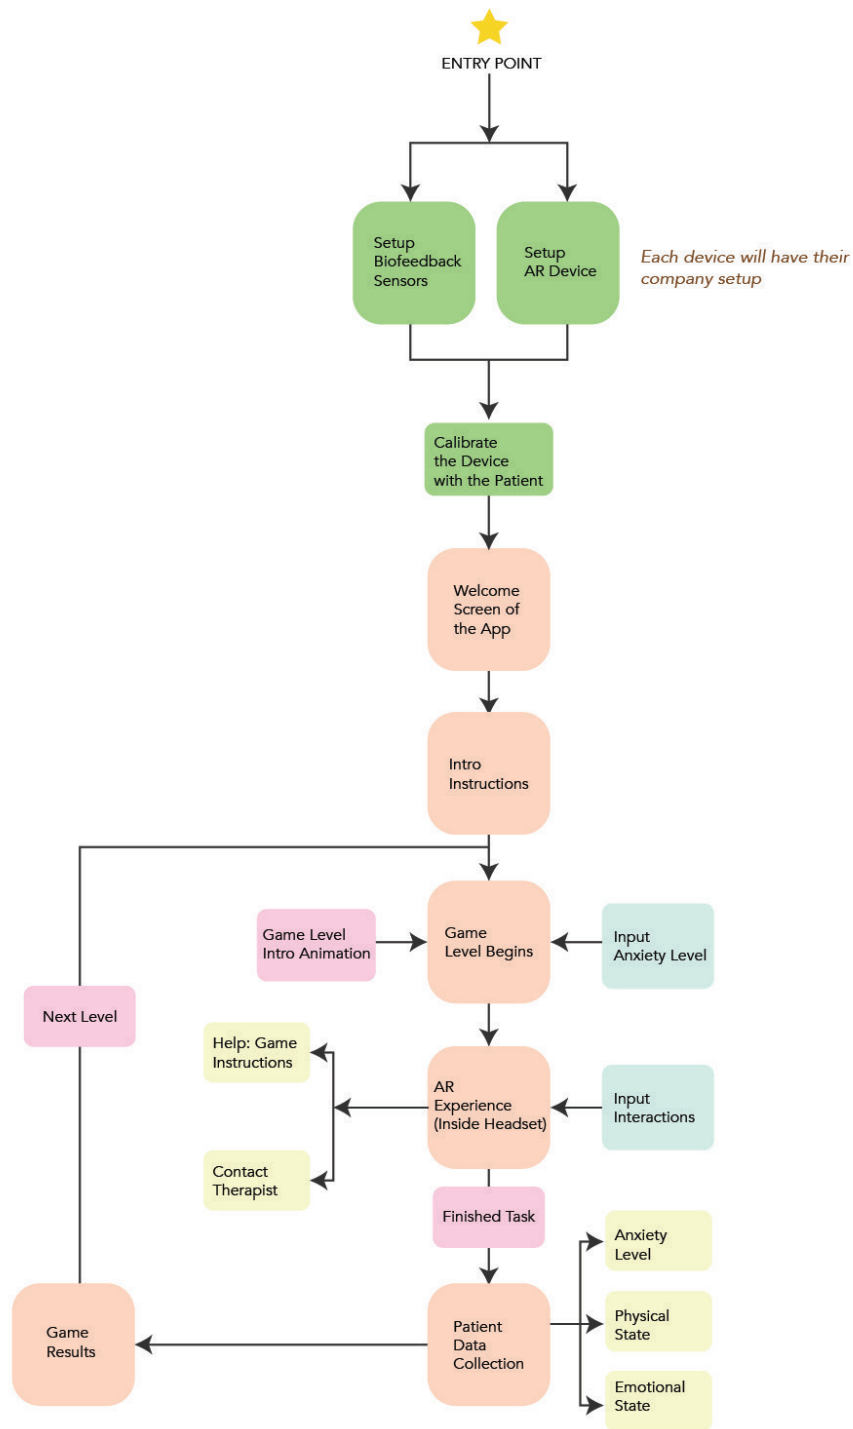 ENTRY POINT
Setup
Biofeedback
Sensors
Setup
AR Device
Each device will have their
company setup
Calibrate
the Device
with the Patient
Welcome
Screen of
the App
Intro
Instructions
Game Level
Intro Animation
Game
Level Begins
Input
Anxiety Level
Next Level
Help: Game
Instructions
AR
Experience
(Inside Headset)
Input
Interactions
Contact
Therapist
Finished Task
Anxiety
Level
Game
Results
Patient
Data
Collection
Physical
State
Emotional
State